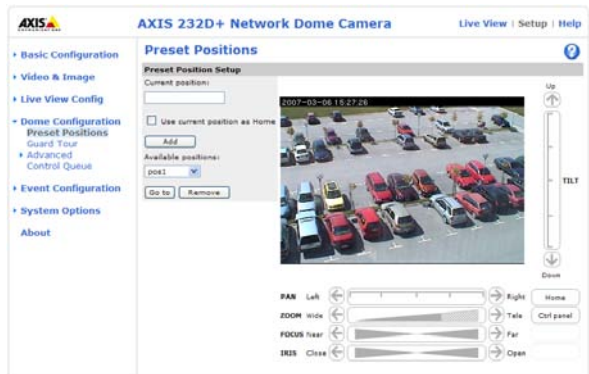 AXIS
COMMUNICATIONS
AXIS 232D+ Network Dome Camera
Live View | Setup | Help
Basic Configuration
Video & Image
Live View Config
Dome Configuration
Preset Positions
Guard Tour
Advanced
Control Queue
Event Configuration
System Options
About
Preset Positions
?
Preset Position Setup
Current position:
Use current position as Home
Add
Available positions:
pos1
Go to
Remove
2007-03-06 15:27:26
Up
TILT
Down
PAN Left Right Home
ZOOM Wide Tele Ctrl panel
FOCUS Near Far
IRIS Close Open